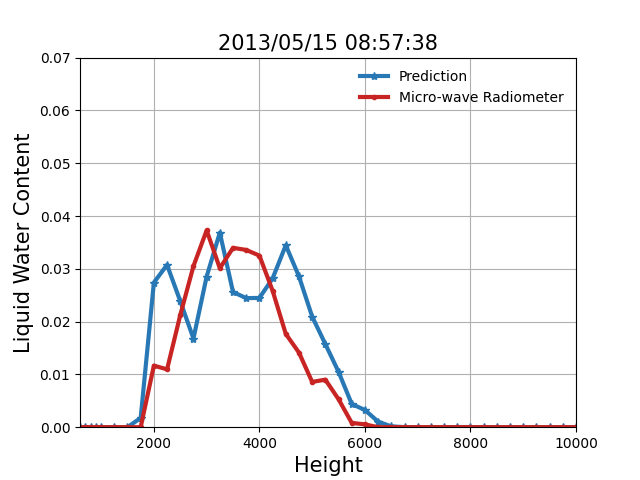 2013/05/15 08:57:38
Prediction
Micro-wave Radiometer
Liquid Water Content
0.07
0.06
0.05
0.04
0.03
0.02
0.01
0.00
2000 4000 6000 8000 10000
Height